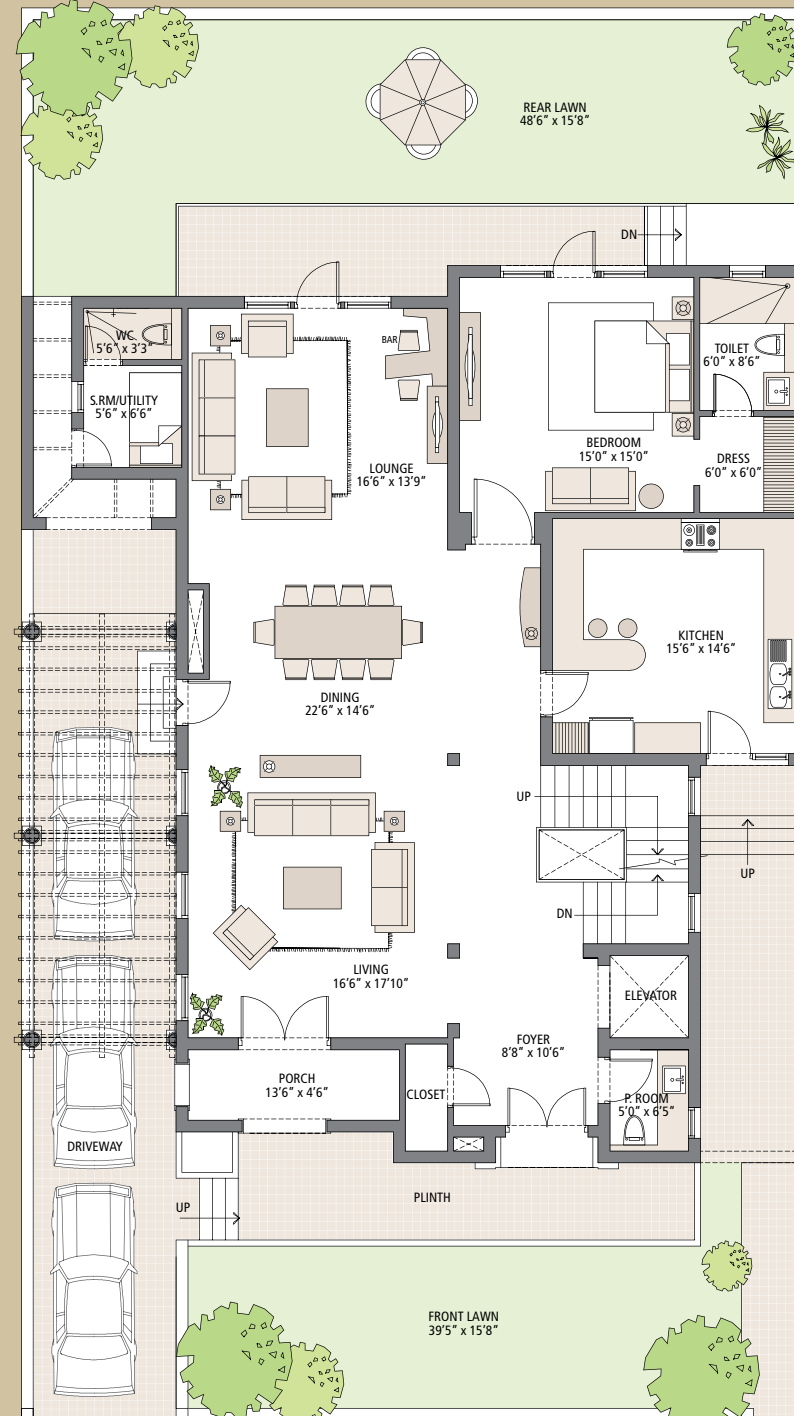 REAR LAWN
48'6” x 15'8”
DN
WC
5'6” x 3'3”
BAR
TOILET
6'0” x 8'6”
S.RM/UTILITY
5'6” x 6'6”
BEDROOM
15'0” x 15'0”
DRESS
6'0” x 6'0”
LOUNGE
16'6” x 13'9”
KITCHEN
15'6” x 14'6”
DINING
22'6” x 14'6”
UP
UP
DN
LIVING
16'6” x 17'10”
ELEVATOR
FOYER
8'8” x 10'6”
PORCH
13'6” x 4'6”
CLOSET
P. ROOM
5'0” x 6'5”
DRIVEWAY
UP
PLINTH
FRONT LAWN
39'5” x 15'8”